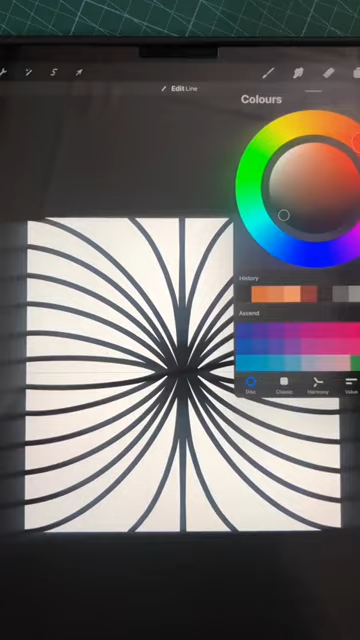 Edit Line
Colours
History
Ascend
Disc
Classic
Harmony
Value